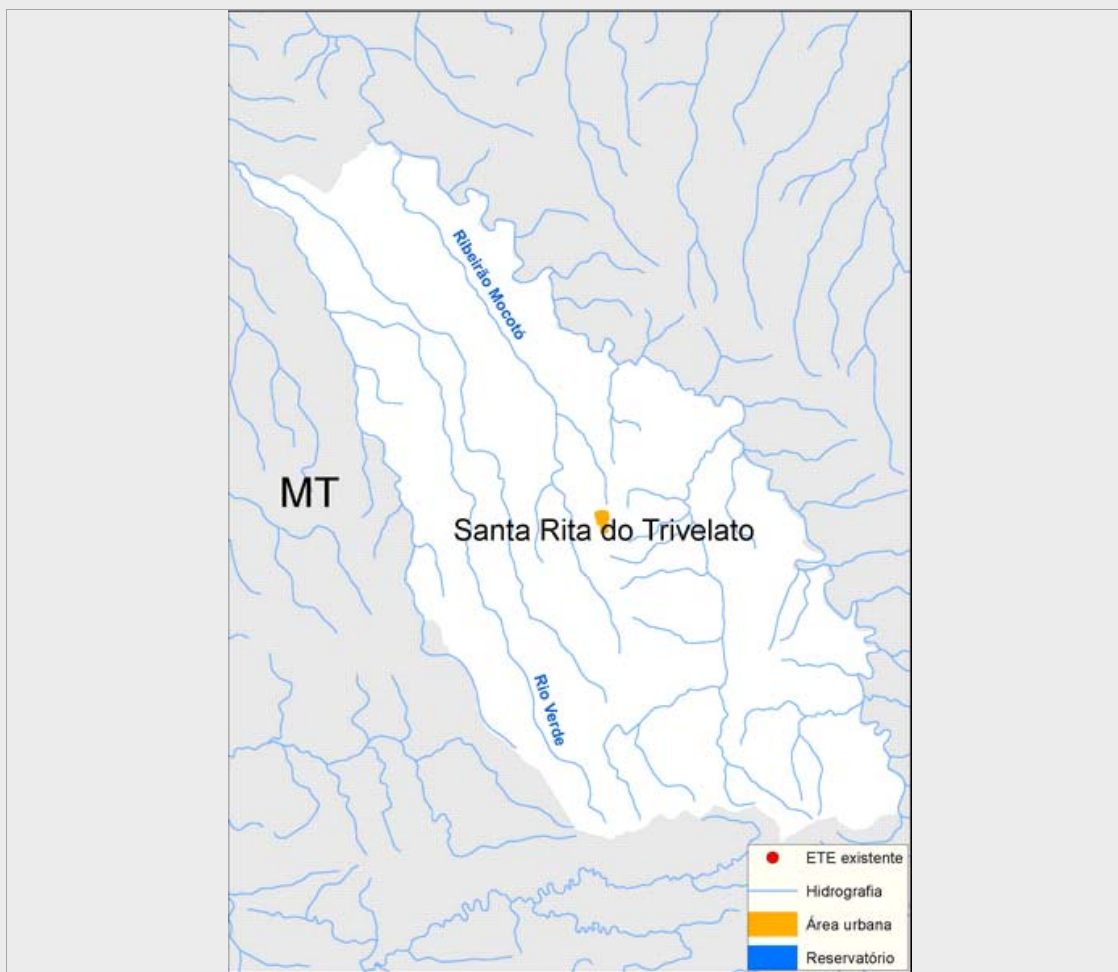 Ribeirão Mocotó
MT
Santa Rita do Trivelato
Rio Verde
ETE existente
Hidrografia
Área urbana
Reservatório